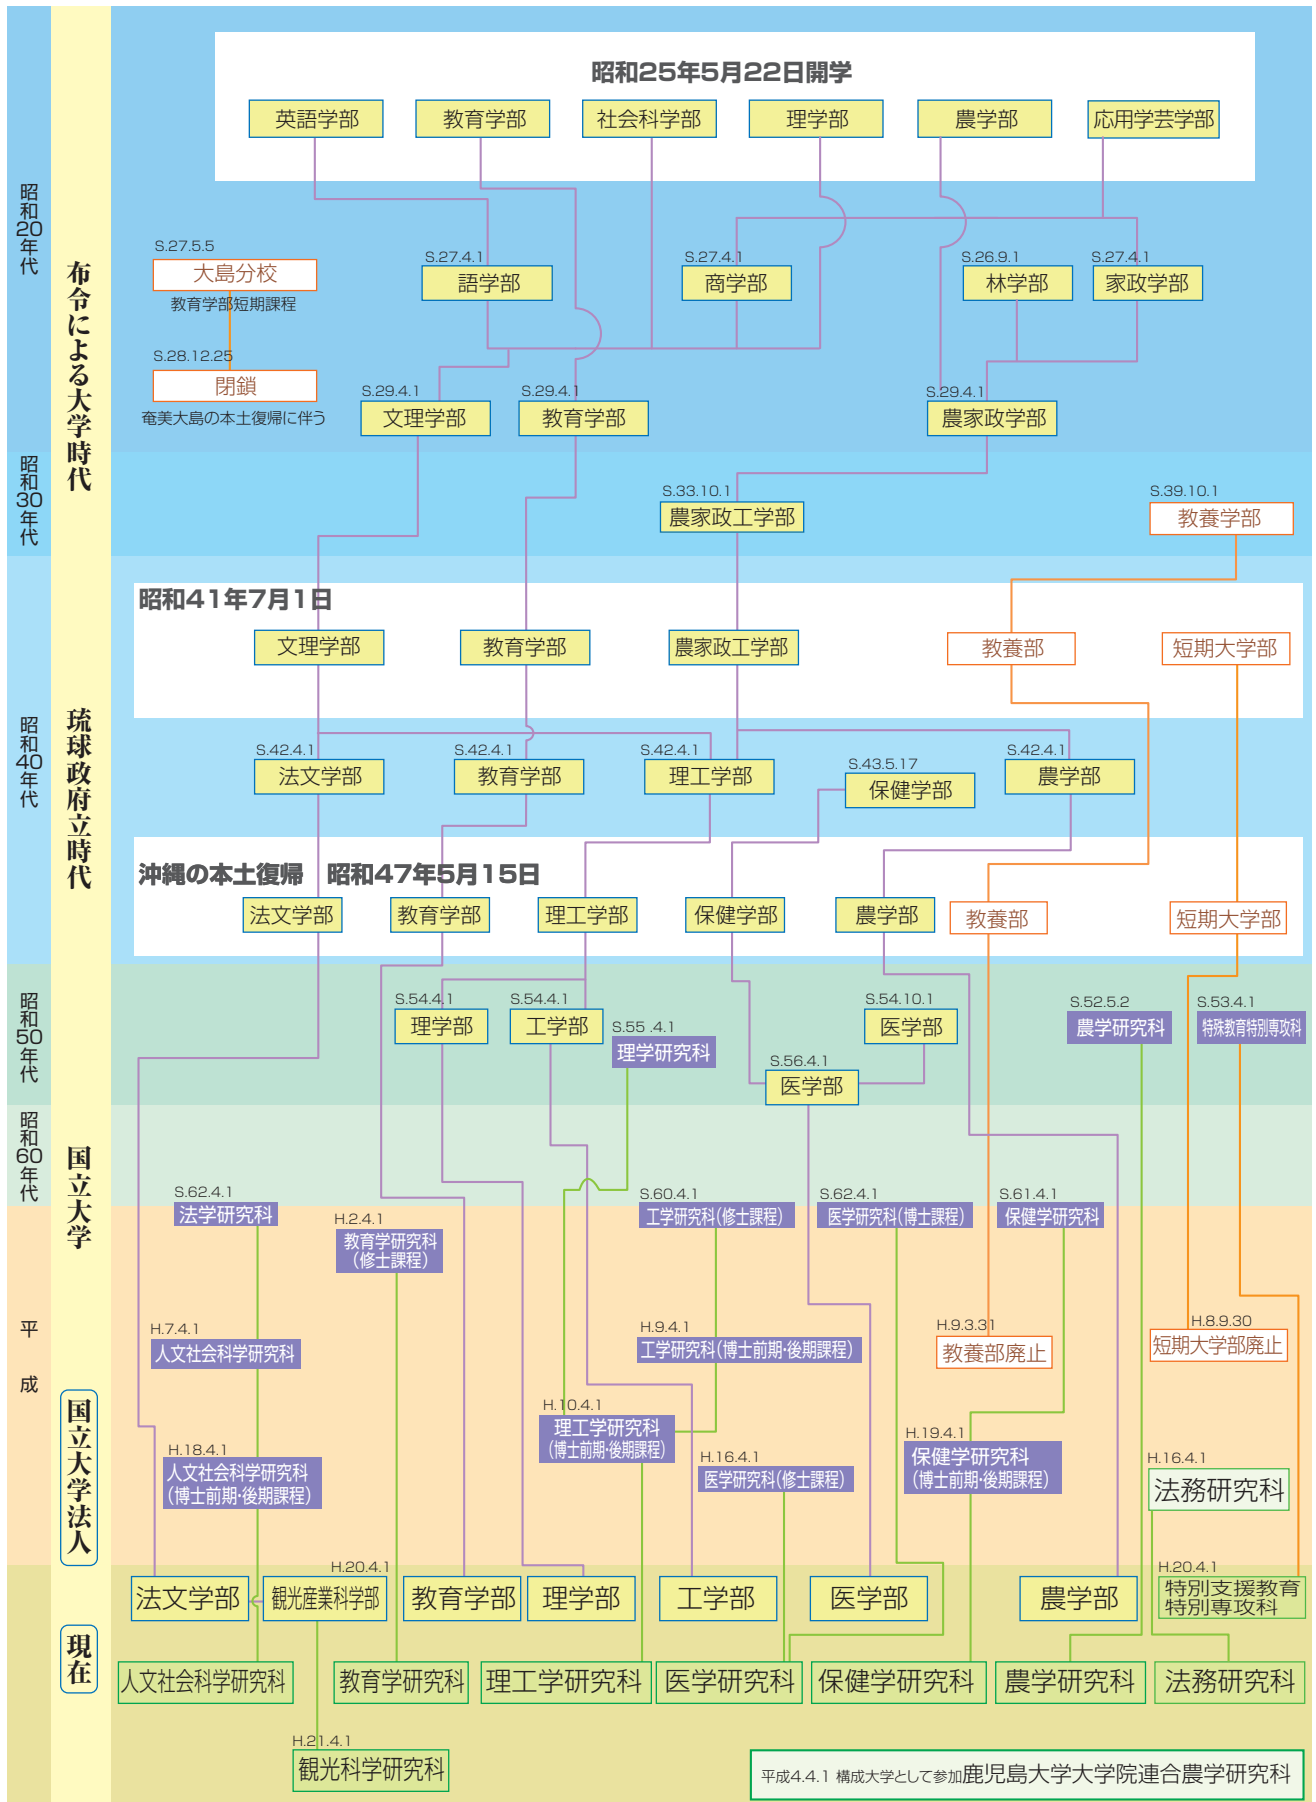 昭和25年5月22日開学
英語学部
教育学部
社会科学部
理学部
農学部
応用学芸学部
昭和20年代
布令による大学時代
S.27.5.5
大島分校
教育学部短期課程
S.27.4.1
語学部
S.27.4.1
商学部
S.26.9.1
林学部
S.27.4.1
家政学部
S.28.12.25
閉鎖
奄美大島の本土復帰に伴う
S.29.4.1
文理学部
S.29.4.1
教育学部
S.29.4.1
農家政学部
昭和30年代
S.33.10.1
農家政工学部
S.39.10.1
教養学部
昭和41年7月1日
文理学部
教育学部
農家政工学部
教養部
短期大学部
昭和40年代
琉球政府立時代
S.42.4.1
法文学部
S.42.4.1
教育学部
S.42.4.1
理工学部
S.43.5.17
保健学部
S.42.4.1
農学部
沖縄の本土復帰 昭和47年5月15日
法文学部
教育学部
理工学部
保健学部
農学部
教養部
短期大学部
昭和50年代
S.54.4.1
理学部
S.54.4.1
工学部
S.55 .4.1
理学研究科
S.54.10.1
医学部
S.52.5.2
農学研究科
S.53.4.1
特殊教育特別専攻科
S.56.4.1
医学部
昭和60年代
国立大学
S.62.4.1
法学研究科
H.2.4.1
教育学研究科
(修士課程)
S.60.4.1
工学研究科(修士課程)
S.62.4.1
医学研究科(博士課程)
S.61.4.1
保健学研究科
平成
H.7.4.1
人文社会科学研究科
H.9.4.1
工学研究科(博士前期・後期課程)
H.9.3.31
教養部廃止
H.8.9.30
短期大学部廃止
国立大学法人
H.10.4.1
理工学研究科
(博士前期・後期課程)
H.18.4.1
人文社会科学研究科
(博士前期・後期課程)
H.16.4.1
医学研究科(修士課程)
H.19.4.1
保健学研究科
(博士前期・後期課程)
H.16.4.1
法務研究科
現在
法文学部
H.20.4.1
観光産業科学部
教育学部
理学部
工学部
医学部
農学部
H.20.4.1
特別支援教育
特別専攻科
人文社会科学研究科
教育学研究科
理工学研究科
医学研究科
保健学研究科
農学研究科
法務研究科
H.21.4.1
観光科学研究科
平成4.4.1 構成大学として参加鹿児島大学大学院連合農学研究科